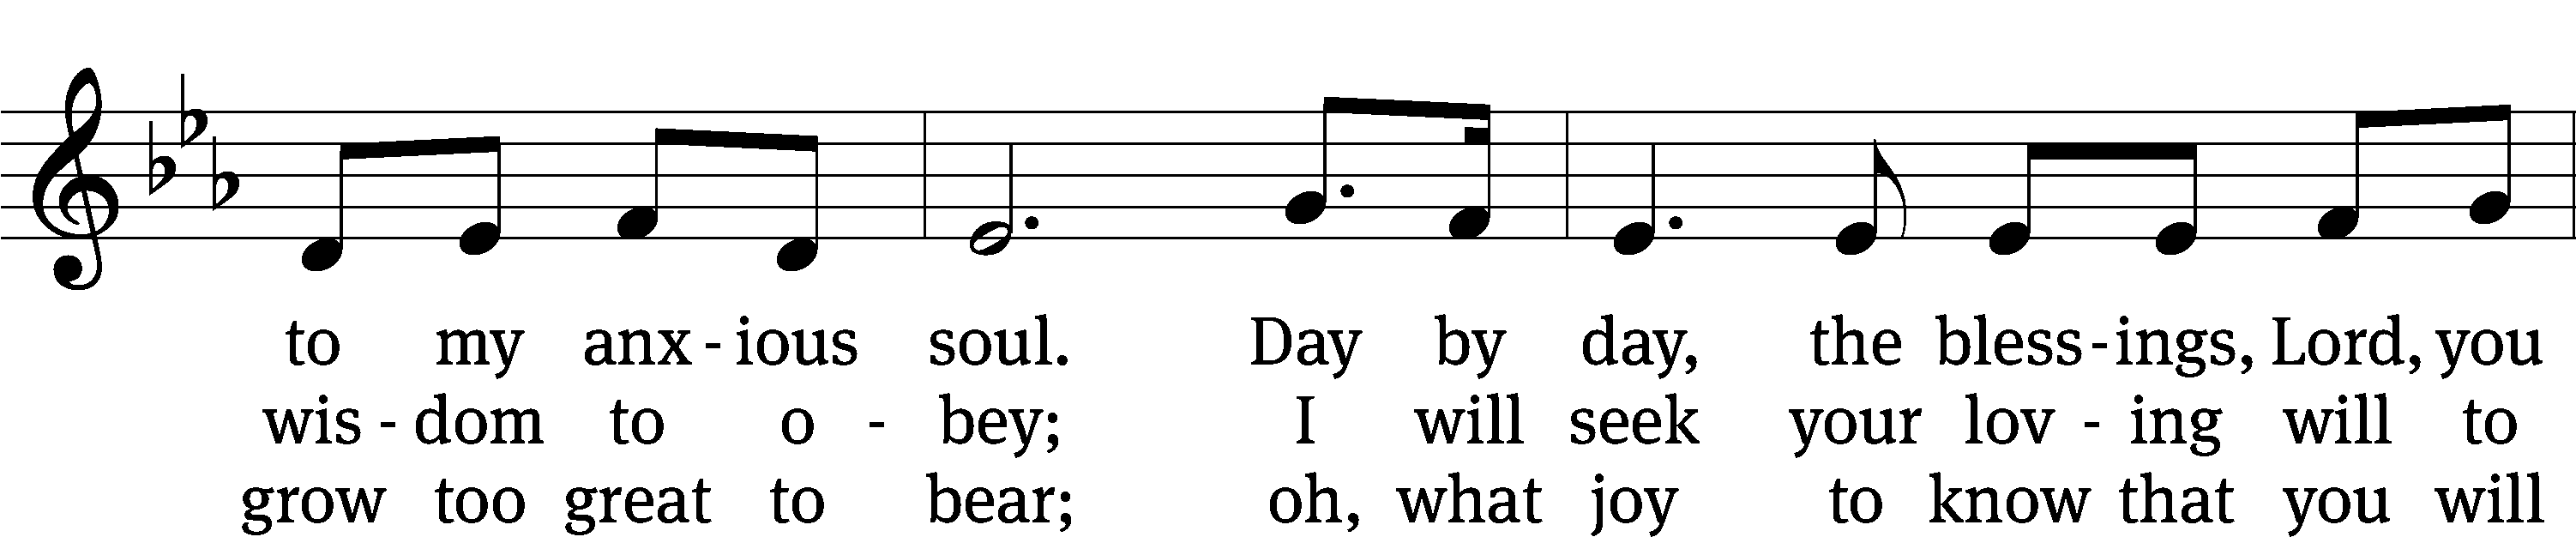 to my anx - ious soul. Day by day, the bless - ings, Lord, you
wis - dom to o - bey; I will seek your lov - ing will to
grow too great to bear; oh, what joy to know that you will